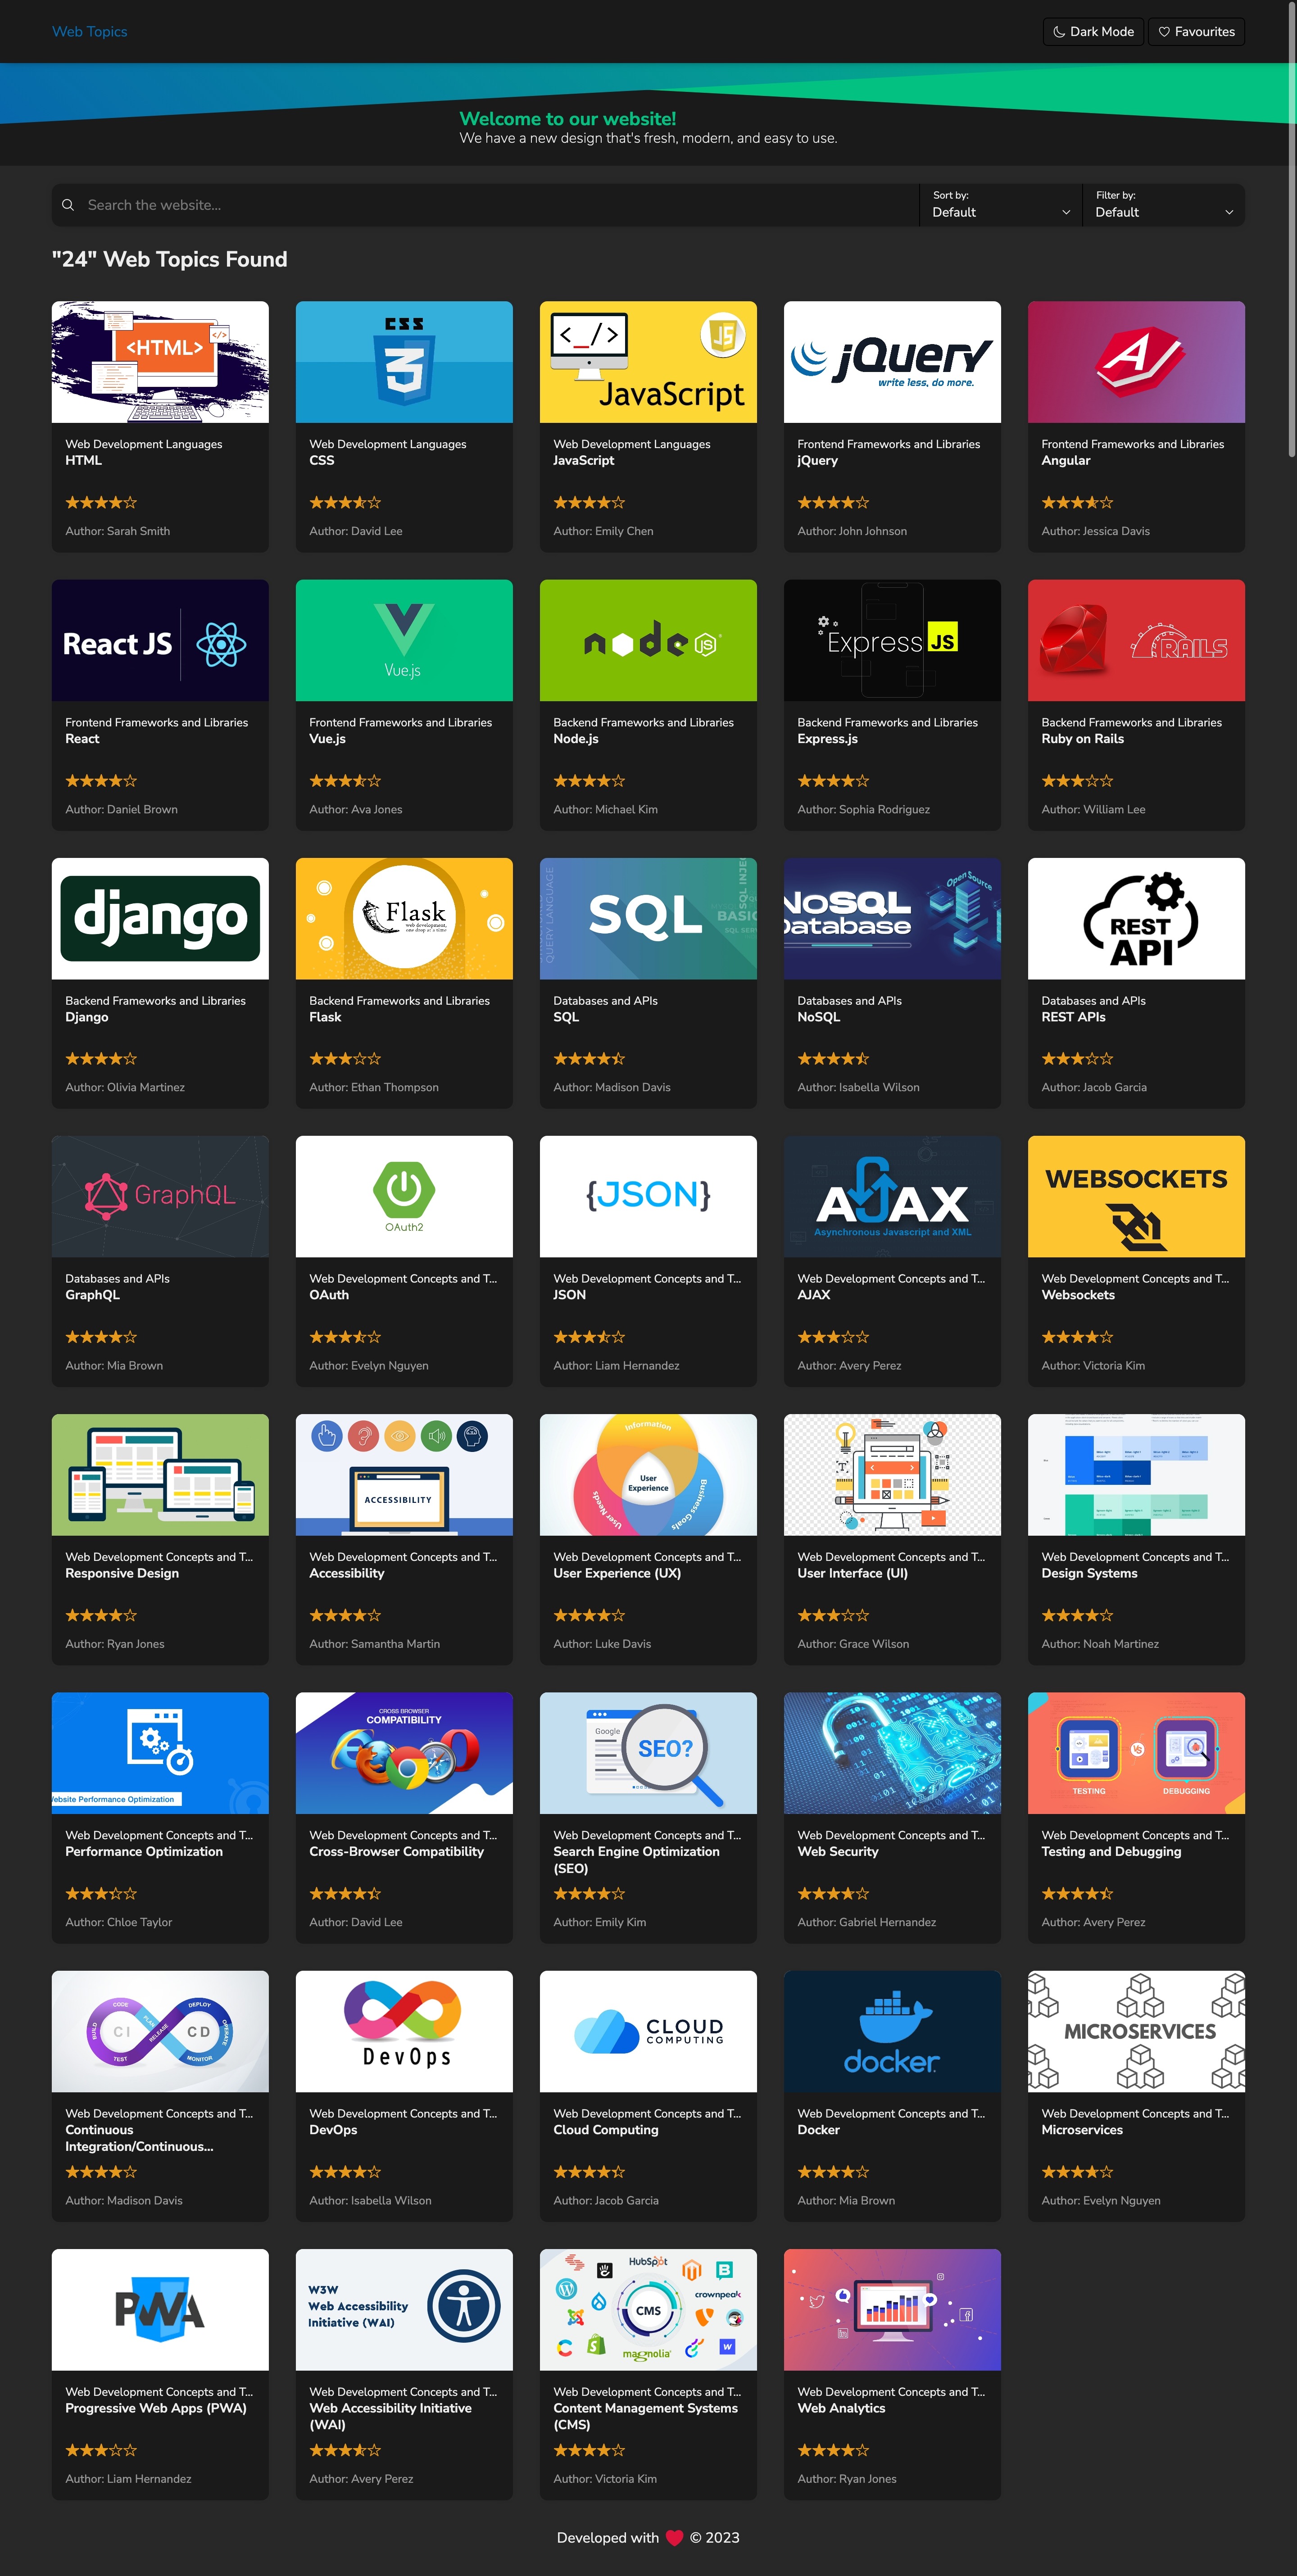 Web Topics
Dark Mode
Favourites
Welcome to our website!
We have a new design that's fresh, modern, and easy to use.
Search the website...
Sort by:
Default
Filter by:
Default
"24" Web Topics Found
<HTML>
</>
Web Development Languages
HTML
Author: Sarah Smith
CSS
3
Web Development Languages
CSS
Author: David Lee
<_/>
JS
JavaScript
Web Development Languages
JavaScript
Author: Emily Chen
jQuery
write less, do more.
Frontend Frameworks and Libraries
jQuery
Author: John Johnson
A
Frontend Frameworks and Libraries
Angular
Author: Jessica Davis
React JS
Frontend Frameworks and Libraries
React
Author: Daniel Brown
Vue.js
Frontend Frameworks and Libraries
Vue.js
Author: Ava Jones
node
JS
Backend Frameworks and Libraries
Node.js
Author: Michael Kim
Express JS
Backend Frameworks and Libraries
Express.js
Author: Sophia Rodriguez
RAILS
Backend Frameworks and Libraries
Ruby on Rails
Author: William Lee
django
Backend Frameworks and Libraries
Django
Author: Olivia Martinez
Flask
web development,
one drop at a time
Backend Frameworks and Libraries
Flask
Author: Ethan Thompson
QUERY LANGUAGE
SQL
SQL INJE
BASIC
SQL SER
Databases and APIs
SQL
Author: Madison Davis
NoSQL
Database
Open Source
Databases and APIs
NoSQL
Author: Isabella Wilson
REST
API
Databases and APIs
REST APIs
Author: Jacob Garcia
GraphQL
Databases and APIs
GraphQL
Author: Mia Brown
OAuth2
Web Development Concepts and T...
OAuth
Author: Evelyn Nguyen
{JSON}
Web Development Concepts and T...
JSON
Author: Liam Hernandez
AJAX
Asynchronous Javascript and XML
Web Development Concepts and T...
AJAX
Author: Avery Perez
WEBSOCKETS
Web Development Concepts and T...
Websockets
Author: Victoria Kim
Web Development Concepts and T...
Responsive Design
Author: Ryan Jones
ACCESSIBILITY
Web Development Concepts and T...
Accessibility
Author: Samantha Martin
Information
User
Experience
User Needs
Business Goals
Web Development Concepts and T...
User Experience (UX)
Author: Luke Davis
T
Web Development Concepts and T...
User Interface (UI)
Author: Grace Wilson
Web Development Concepts and T...
Design Systems
Author: Noah Martinez
ebsite Performance Optimization
Web Development Concepts and T...
Performance Optimization
Author: Chloe Taylor
CROSS BROWSER
COMPATIBILITY
Web Development Concepts and T...
Cross-Browser Compatibility
Author: David Lee
Google
SEO?
Web Development Concepts and T...
Search Engine Optimization
(SEO)
Author: Emily Kim
Web Development Concepts and T...
Web Security
Author: Gabriel Hernandez
VS
TESTING
DEBUGGING
Web Development Concepts and T...
Testing and Debugging
Author: Avery Perez
CODE
BUILD
CI
TEST
PLAN
RELEASE
DEPLOY
CD
OPERATE
MONITOR
Web Development Concepts and T...
Continuous
Integration/Continuous...
Author: Madison Davis
DevOps
Web Development Concepts and T...
DevOps
Author: Isabella Wilson
CLOUD
COMPUTING
Web Development Concepts and T...
Cloud Computing
Author: Jacob Garcia
docker
Web Development Concepts and T...
Docker
Author: Mia Brown
MICROSERVICES
Web Development Concepts and T...
Microservices
Author: Evelyn Nguyen
PWA
Web Development Concepts and T...
Progressive Web Apps (PWA)
Author: Liam Hernandez
W3W
Web Accessibility
Initiative (WAI)
Web Development Concepts and T...
Web Accessibility Initiative
(WAI)
Author: Avery Perez
HubSpot
crownpeak
CMS
magnolia
Web Development Concepts and T...
Content Management Systems
(CMS)
Author: Victoria Kim
Web Development Concepts and T...
Web Analytics
Author: Ryan Jones
Developed with
© 2023